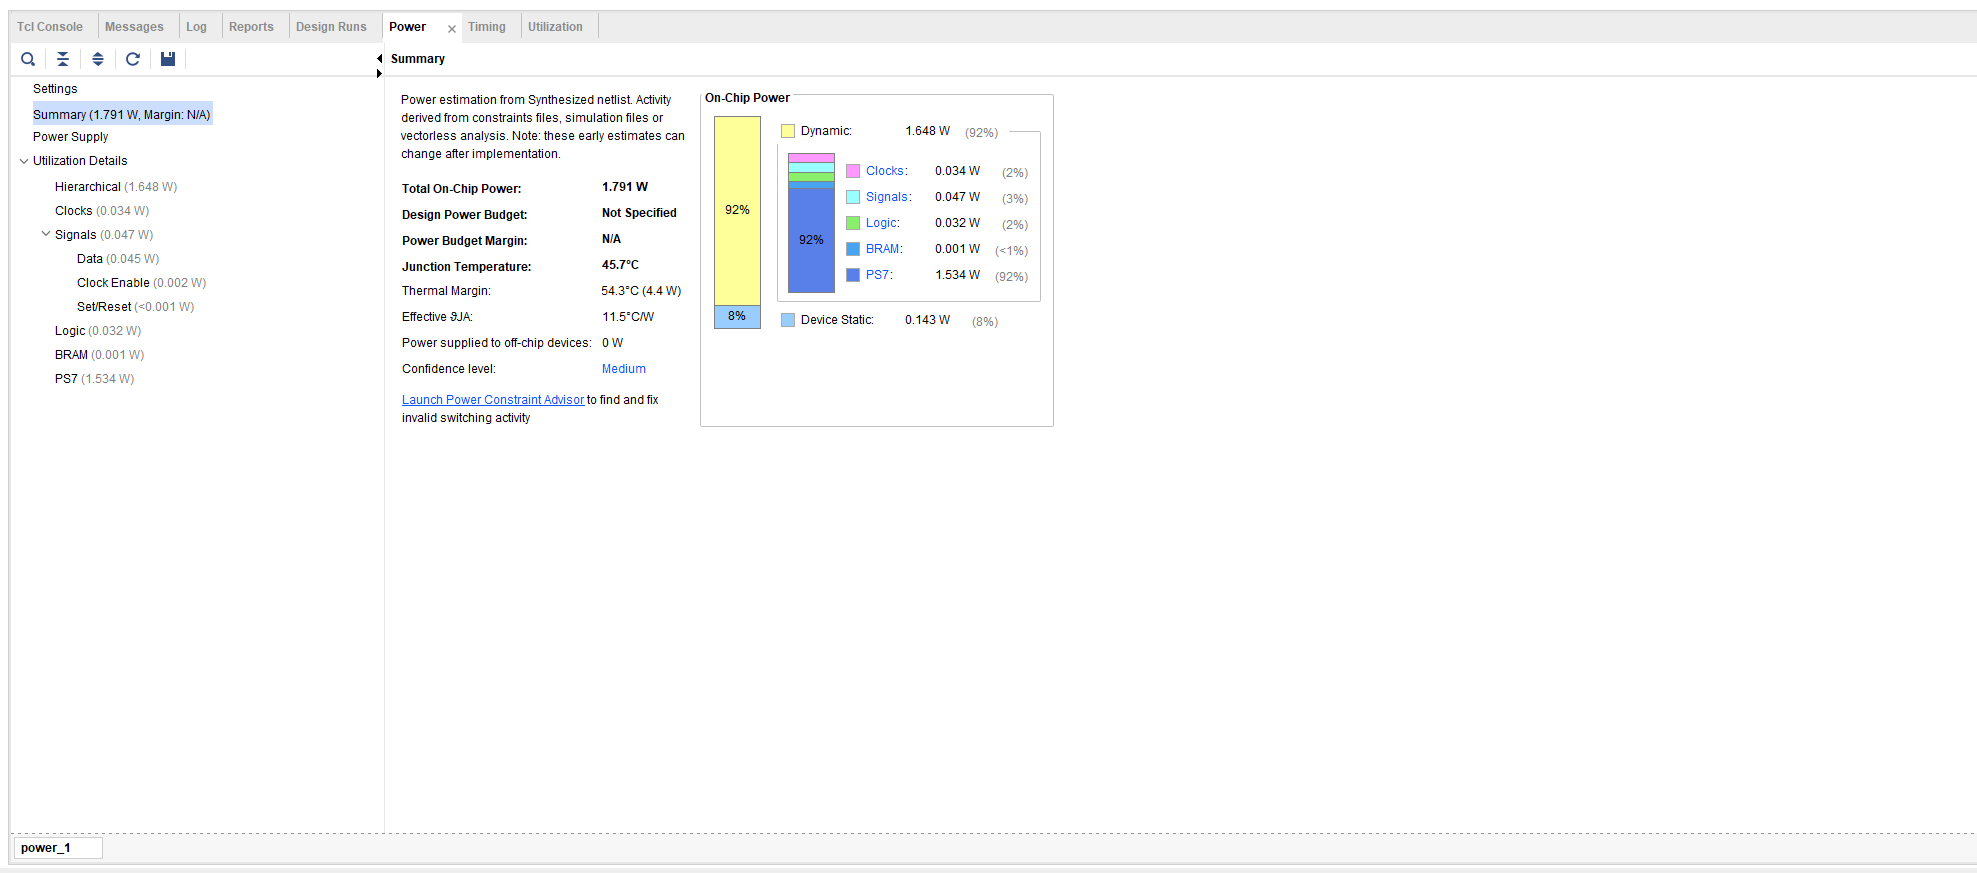 Tcl Console Messages Log Reports Design Runs Power × Timing Utilization
Summary
Settings
Summary (1.791 W, Margin: N/A)
Power Supply
Utilization Details
Hierarchical (1.648 W)
Clocks (0.034 W)
Signals (0.047 W)
Data (0.045 W)
Clock Enable (0.002 W)
Set/Reset (<0.001 W)
Logic (0.032 W)
BRAM (0.001 W)
PS7 (1.534 W)
Power estimation from Synthesized netlist. Activity
derived from constraints files, simulation files or
vectorless analysis. Note: these early estimates can
change after implementation.
Total On-Chip Power: 1.791 W
Design Power Budget: Not Specified
Power Budget Margin: N/A
Junction Temperature: 45.7°C
Thermal Margin: 54.3°C (4.4 W)
Effective ϑJA: 11.5°C/W
Power supplied to off-chip devices: 0 W
Confidence level: Medium
Launch Power Constraint Advisor to find and fix
invalid switching activity
On-Chip Power
92%
8%
Dynamic: 1.648 W (92%)
92%
Clocks: 0.034 W (2%)
Signals: 0.047 W (3%)
Logic: 0.032 W (2%)
BRAM: 0.001 W (<1%)
PS7: 1.534 W (92%)
Device Static: 0.143 W (8%)
power_1